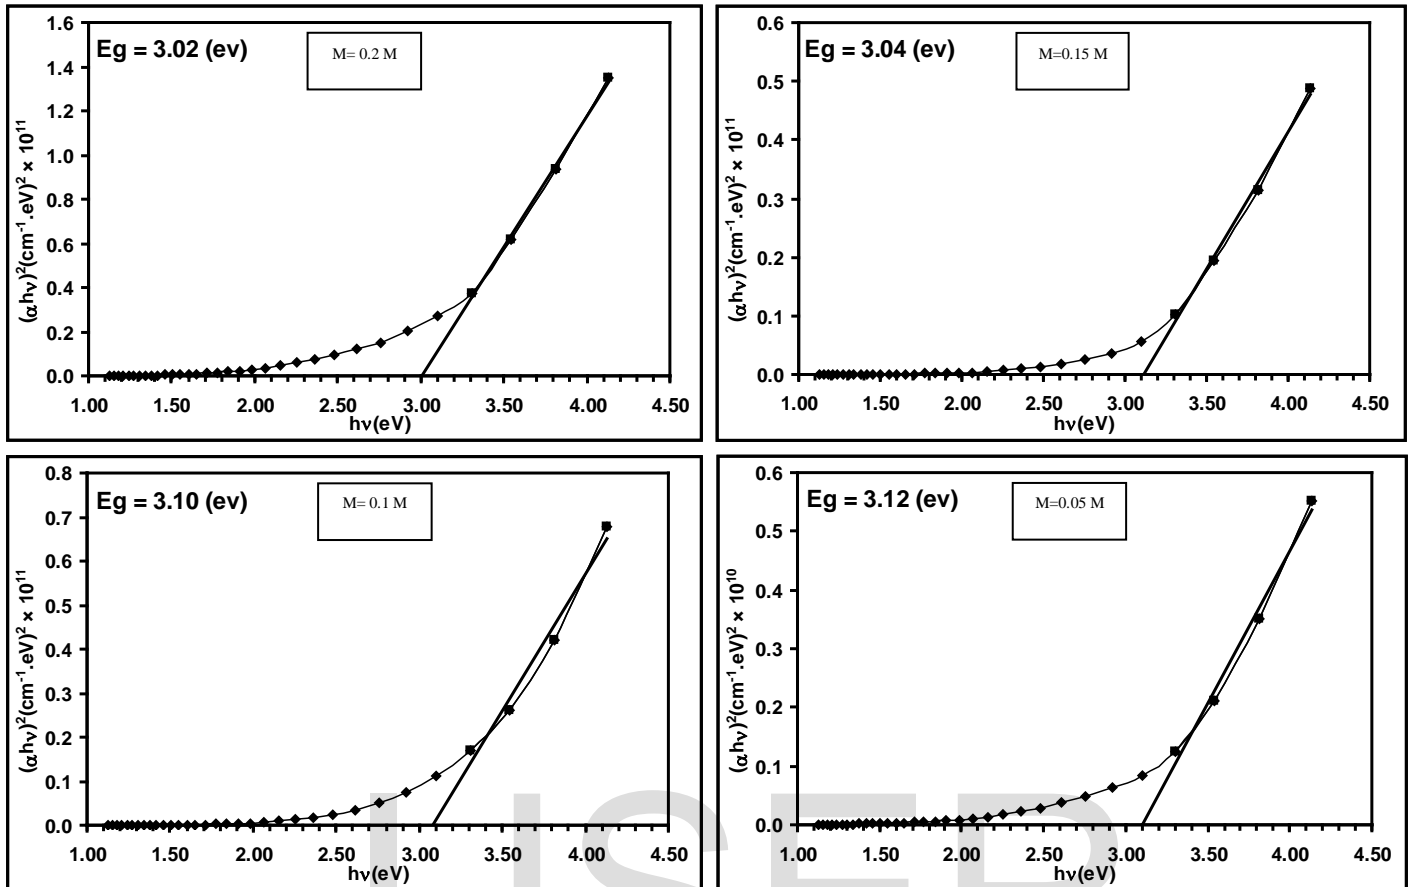 Eg = 3.02 (ev)
M= 0.2 M
(αhν)²(cm⁻¹.eV)² × 10¹¹
1.6
1.4
1.2
1.0
0.8
0.6
0.4
0.2
0.0
1.00 1.50 2.00 2.50 3.00 3.50 4.00 4.50
hν(eV)
Eg = 3.04 (ev)
M=0.15 M
(αhν)²(cm⁻¹.eV)² × 10¹¹
0.6
0.5
0.4
0.3
0.2
0.1
0.0
1.00 1.50 2.00 2.50 3.00 3.50 4.00 4.50
hν(eV)
Eg = 3.10 (ev)
M= 0.1 M
(αhν)²(cm⁻¹.eV)² × 10¹¹
0.8
0.7
0.6
0.5
0.4
0.3
0.2
0.1
0.0
1.00 1.50 2.00 2.50 3.00 3.50 4.00 4.50
hν(eV)
Eg = 3.12 (ev)
M=0.05 M
(αhν)²(cm⁻¹.eV)² × 10¹⁰
0.6
0.5
0.4
0.3
0.2
0.1
0.0
1.00 1.50 2.00 2.50 3.00 3.50 4.00 4.50
hν(eV)
IJSER